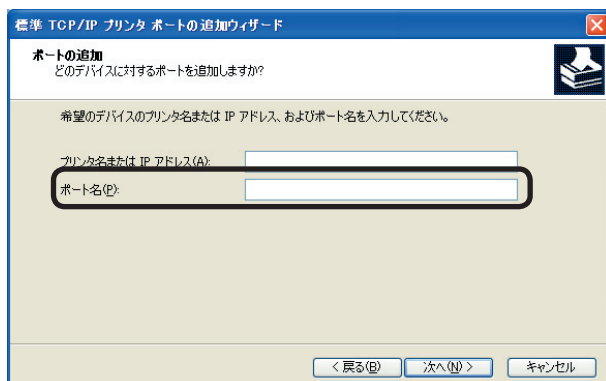 標準 TCP/IP プリンタ ポートの追加ウィザード
ポートの追加
どのデバイスに対するポートを追加しますか?
希望のデバイスのプリンタ名または IP アドレス、およびポート名を入力してください。
プリンタ名または IP アドレス(A):
ポート名(P):
< 戻る(B) 次へ(N) > キャンセル